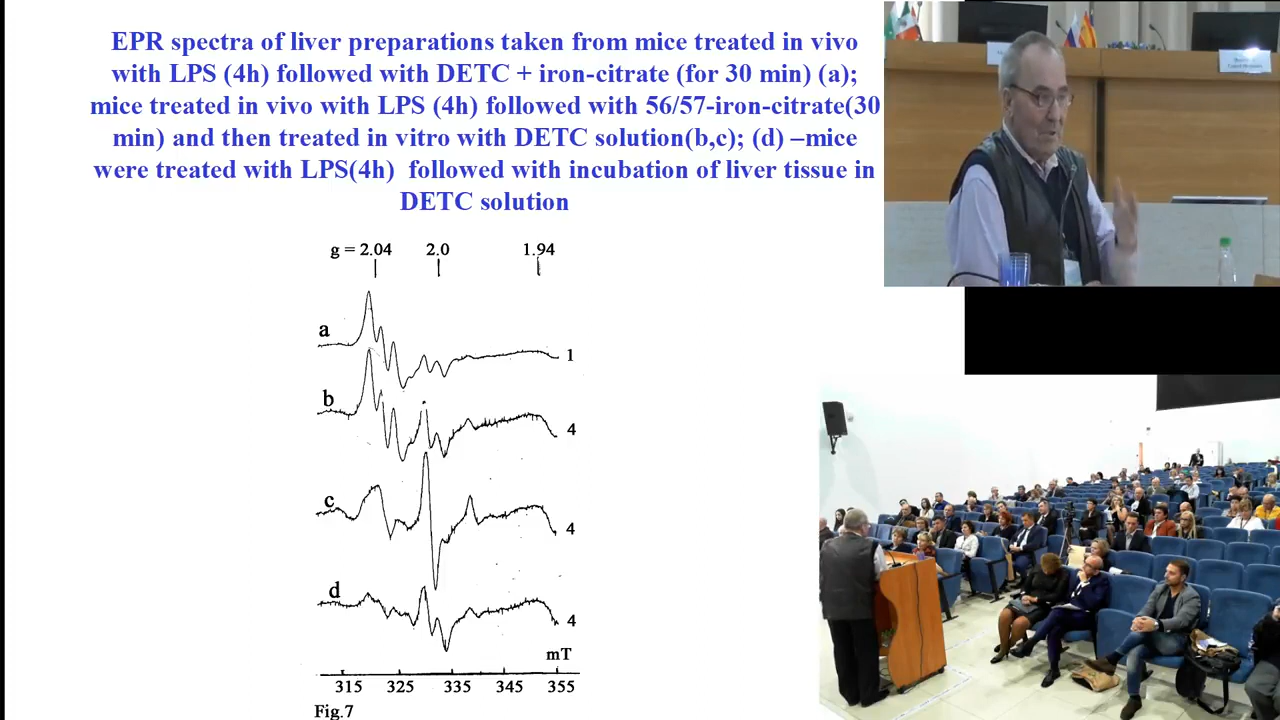 EPR spectra of liver preparations taken from mice treated in vivo
with LPS (4h) followed with DETC + iron-citrate (for 30 min) (a);
mice treated in vivo with LPS (4h) followed with 56/57-iron-citrate(30
min) and then treated in vitro with DETC solution(b,c); (d) –mice
were treated with LPS(4h)  followed with incubation of liver tissue in
DETC solution
g = 2.04 2.0 1.94
a 1
b 4
c 4
d 4
mT
315 325 335 345 355
Fig.7